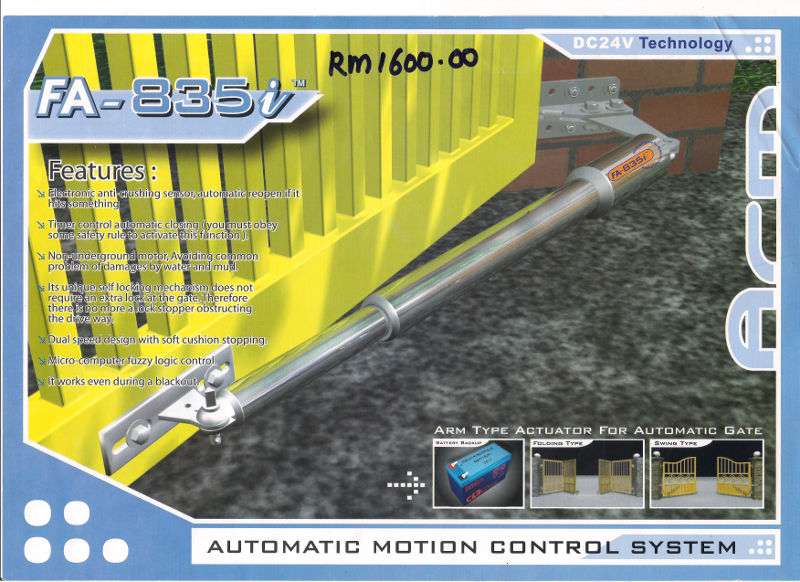 DC24V Technology
RM1600.00
FA-835i™
Features :
Electronic anti-crushing sensor, automatic reopen if it
hits something
Timer control automatic closing ( you must obey
some safety rule to activate this function ).
Non-underground motor, Avoiding common
problem of damages by water and mud.
Its unique self locking mechanism does not
require an extra lock at the gate. Therefore
there is no more a lock stopper obstructing
the drive way.
Dual speed design with soft cushion stopping.
Micro-computer fuzzy logic control
It works even during a blackout.
FA-835i
ACM
Arm Type Actuator For Automatic Gate
Battery Backup
Folding Type
Swing Type
AUTOMATIC MOTION CONTROL SYSTEM